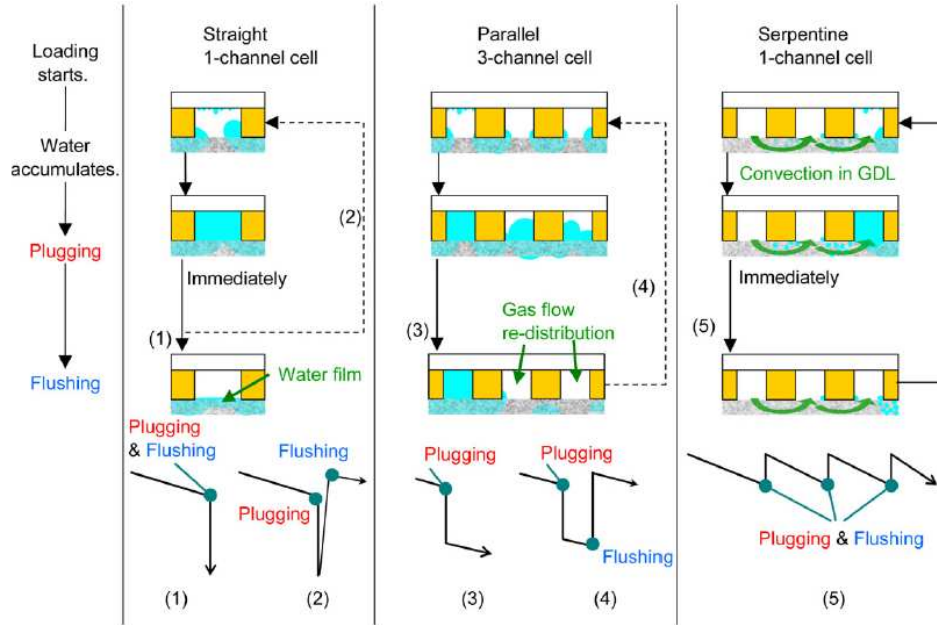 Loading
starts.
Water
accumulates.
Plugging
Flushing
Straight
1-channel cell
(2)
Immediately
(1)
Water film
Plugging
& Flushing
Flushing
Plugging
(1)
(2)
Parallel
3-channel cell
(4)
(3)
Gas flow
re-distribution
Plugging
Plugging
Flushing
(3)
(4)
Serpentine
1-channel cell
Convection in GDL
Immediately
(5)
Plugging & Flushing
(5)